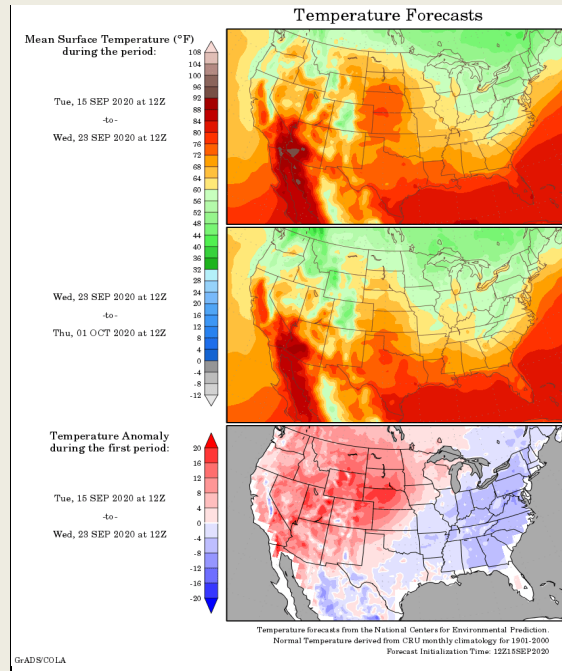 Temperature Forecasts
Mean Surface Temperature (°F)
during the period:
Tue, 15 SEP 2020 at 12Z
-to-
Wed, 23 SEP 2020 at 12Z
108
104
100
96
92
88
84
80
76
72
68
64
60
56
52
48
44
40
36
32
28
24
20
16
12
8
4
0
-4
-8
-12
Wed, 23 SEP 2020 at 12Z
-to-
Thu, 01 OCT 2020 at 12Z
Temperature Anomaly
during the first period:
Tue, 15 SEP 2020 at 12Z
-to-
Wed, 23 SEP 2020 at 12Z
20
16
12
8
4
0
-4
-8
-12
-16
-20
Temperature forecasts from the National Centers for Environmental Prediction.
Normal Temperature derived from CRU monthly climatology for 1901-2000
Forecast Initialization Time: 12Z15SEP2020
GrADS/COLA